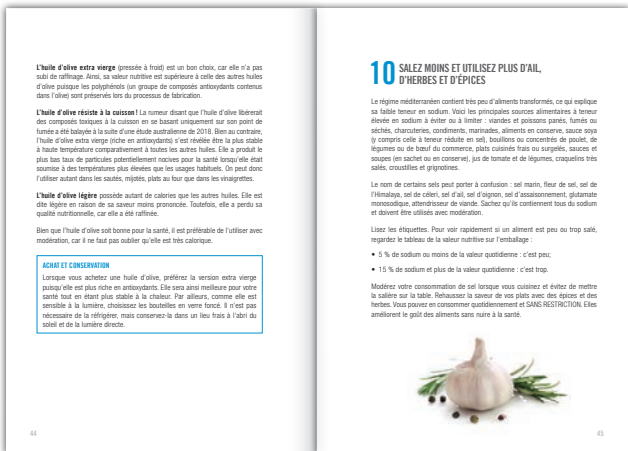 L'huile d'olive extra vierge (pressée à froid) est un bon choix, car elle n'a pas
subi de raffinage. Ainsi, sa valeur nutritive est supérieure à celle des autres huiles
d'olive puisque les polyphénols (un groupe de composés antioxydants contenus
dans l'olive) sont préservés lors du processus de fabrication.
L'huile d'olive résiste à la cuisson ! La rumeur disant que l'huile d'olive libérerait
des composés toxiques à la cuisson en se basant uniquement sur son point de
fumée a été balayée à la suite d'une étude australienne de 2018. Bien au contraire,
l'huile d'olive extra vierge (riche en antioxydants) s'est révélée être la plus stable
à haute température comparativement à toutes les autres huiles. Elle a produit le
plus bas taux de particules potentiellement nocives pour la santé lorsqu'elle était
soumise à des températures plus élevées que les usages habituels. On peut donc
l'utiliser autant dans les sautés, mijotés, plats au four que dans les vinaigrettes.
L'huile d'olive légère possède autant de calories que les autres huiles. Elle est
dite légère en raison de sa saveur moins prononcée. Toutefois, elle a perdu sa
qualité nutritionnelle, car elle a été raffinée.
Bien que l'huile d'olive soit bonne pour la santé, il est préférable de l'utiliser avec
modération, car il ne faut pas oublier qu'elle est très calorique.
ACHAT ET CONSERVATION
Lorsque vous achetez une huile d'olive, préférez la version extra vierge
puisqu'elle est plus riche en antioxydants. Elle sera ainsi meilleure pour votre
santé tout en étant plus stable à la chaleur. Par ailleurs, comme elle est
sensible à la lumière, choisissez les bouteilles en verre foncé. Il n'est pas
nécessaire de la réfrigérer, mais conservez-la dans un lieu frais à l'abri du
soleil et de la lumière directe.
44
10 SALEZ MOINS ET UTILISEZ PLUS D'AIL,
D'HERBES ET D'ÉPICES
Le régime méditerranéen contient très peu d'aliments transformés, ce qui explique
sa faible teneur en sodium. Voici les principales sources alimentaires à teneur
élevée en sodium à éviter ou à limiter : viandes et poissons panés, fumés ou
séchés, charcuteries, condiments, marinades, aliments en conserve, sauce soya
(y compris celle à teneur réduite en sel), bouillons ou concentrés de poulet, de
légumes ou de bœuf du commerce, plats cuisinés frais ou surgelés, sauces et
soupes (en sachet ou en conserve), jus de tomate et de légumes, craquelins très
salés, croustilles et grignotines.
Le nom de certains sels peut porter à confusion : sel marin, fleur de sel, sel de
l'Himalaya, sel de céleri, sel d'ail, sel d'oignon, sel d'assaisonnement, glutamate
monosodique, attendrisseur de viande. Sachez qu'ils contiennent tous du sodium
et doivent être utilisés avec modération.
Lisez les étiquettes. Pour voir rapidement si un aliment est peu ou trop salé,
regardez le tableau de la valeur nutritive sur l'emballage :
• 5 % de sodium ou moins de la valeur quotidienne : c'est peu;
• 15 % de sodium et plus de la valeur quotidienne : c'est trop.
Modérez votre consommation de sel lorsque vous cuisinez et évitez de mettre
la salière sur la table. Rehaussez la saveur de vos plats avec des épices et des
herbes. Vous pouvez en consommer quotidiennement et SANS RESTRICTION. Elles
améliorent le goût des aliments sans nuire à la santé.
45